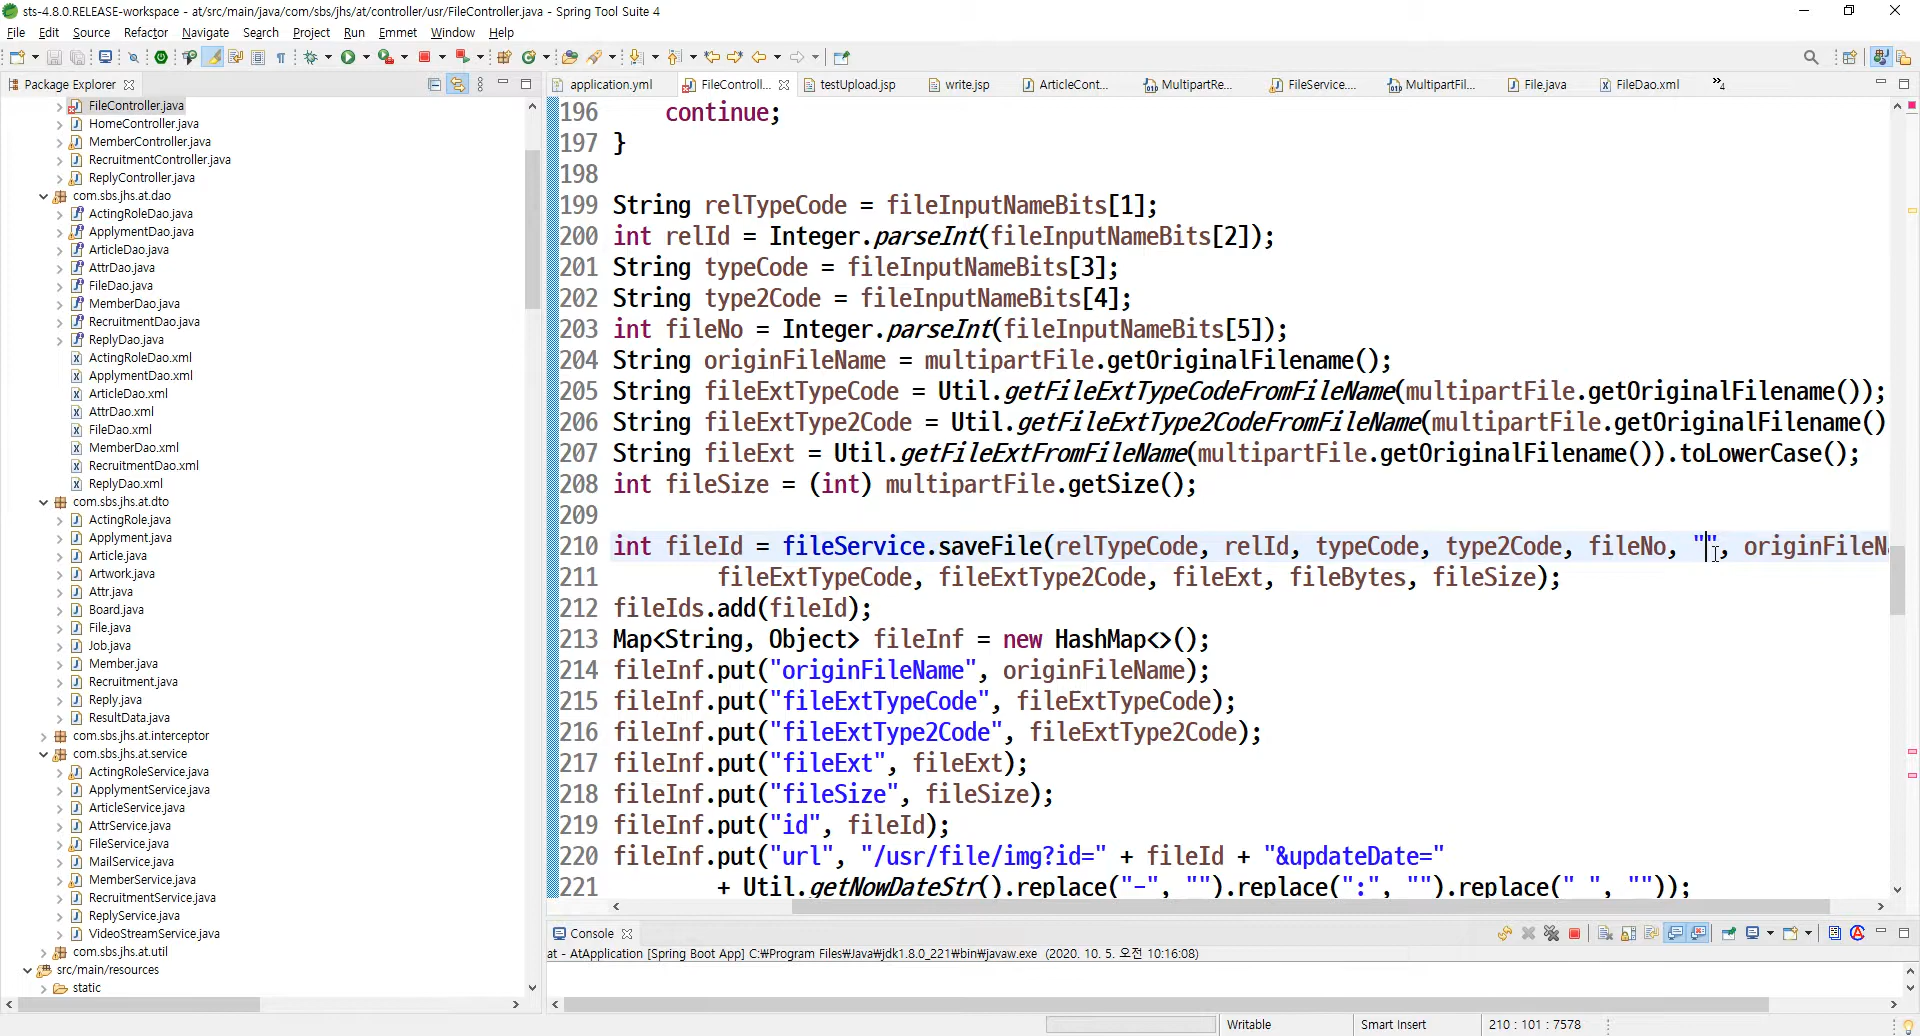 sts-4.8.0.RELEASE-workspace - at/src/main/java/com/sbs/jhs/at/controller/usr/FileController.java - Spring Tool Suite 4
File Edit Source Refactor Navigate Search Project Run Emmet Window Help
Package Explorer
application.yml FileControll... testUpload.jsp write.jsp ArticleCont... MultipartRe... FileService.... MultipartFil... File.java FileDao.xml 4
FileController.java
HomeController.java
MemberController.java
RecruitmentController.java
ReplyController.java
com.sbs.jhs.at.dao
ActingRoleDao.java
ApplymentDao.java
ArticleDao.java
AttrDao.java
FileDao.java
MemberDao.java
RecruitmentDao.java
ReplyDao.java
ActingRoleDao.xml
ApplymentDao.xml
ArticleDao.xml
AttrDao.xml
FileDao.xml
MemberDao.xml
RecruitmentDao.xml
ReplyDao.xml
com.sbs.jhs.at.dto
ActingRole.java
Applyment.java
Article.java
Artwork.java
Attr.java
Board.java
File.java
Job.java
Member.java
Recruitment.java
Reply.java
ResultData.java
com.sbs.jhs.at.interceptor
com.sbs.jhs.at.service
ActingRoleService.java
ApplymentService.java
ArticleService.java
AttrService.java
FileService.java
MailService.java
MemberService.java
RecruitmentService.java
ReplyService.java
VideoStreamService.java
com.sbs.jhs.at.util
src/main/resources
static
196 continue;
197 }
198
199 String relTypeCode = fileInputNameBits[1];
200 int relId = Integer.parseInt(fileInputNameBits[2]);
201 String typeCode = fileInputNameBits[3];
202 String type2Code = fileInputNameBits[4];
203 int fileNo = Integer.parseInt(fileInputNameBits[5]);
204 String originFileName = multipartFile.getOriginalFilename();
205 String fileExtTypeCode = Util.getFileExtTypeCodeFromFileName(multipartFile.getOriginalFilename());
206 String fileExtType2Code = Util.getFileExtType2CodeFromFileName(multipartFile.getOriginalFilename()
207 String fileExt = Util.getFileExtFromFileName(multipartFile.getOriginalFilename()).toLowerCase();
208 int fileSize = (int) multipartFile.getSize();
209
210 int fileId = fileService.saveFile(relTypeCode, relId, typeCode, type2Code, fileNo, "", originFileN
211 fileExtTypeCode, fileExtType2Code, fileExt, fileBytes, fileSize);
212 fileIds.add(fileId);
213 Map<String, Object> fileInf = new HashMap<>();
214 fileInf.put("originFileName", originFileName);
215 fileInf.put("fileExtTypeCode", fileExtTypeCode);
216 fileInf.put("fileExtType2Code", fileExtType2Code);
217 fileInf.put("fileExt", fileExt);
218 fileInf.put("fileSize", fileSize);
219 fileInf.put("id", fileId);
220 fileInf.put("url", "/usr/file/img?id=" + fileId + "&updateDate="
221 + Util.getNowDateStr().replace("-", "").replace(":", "").replace(" ", ""));
Console
at - AtApplication [Spring Boot App] C:₩Program Files₩Java₩jdk1.8.0_221₩bin₩javaw.exe (2020. 10. 5. 오전 10:16:08)
Writable Smart Insert 210 : 101 : 7578